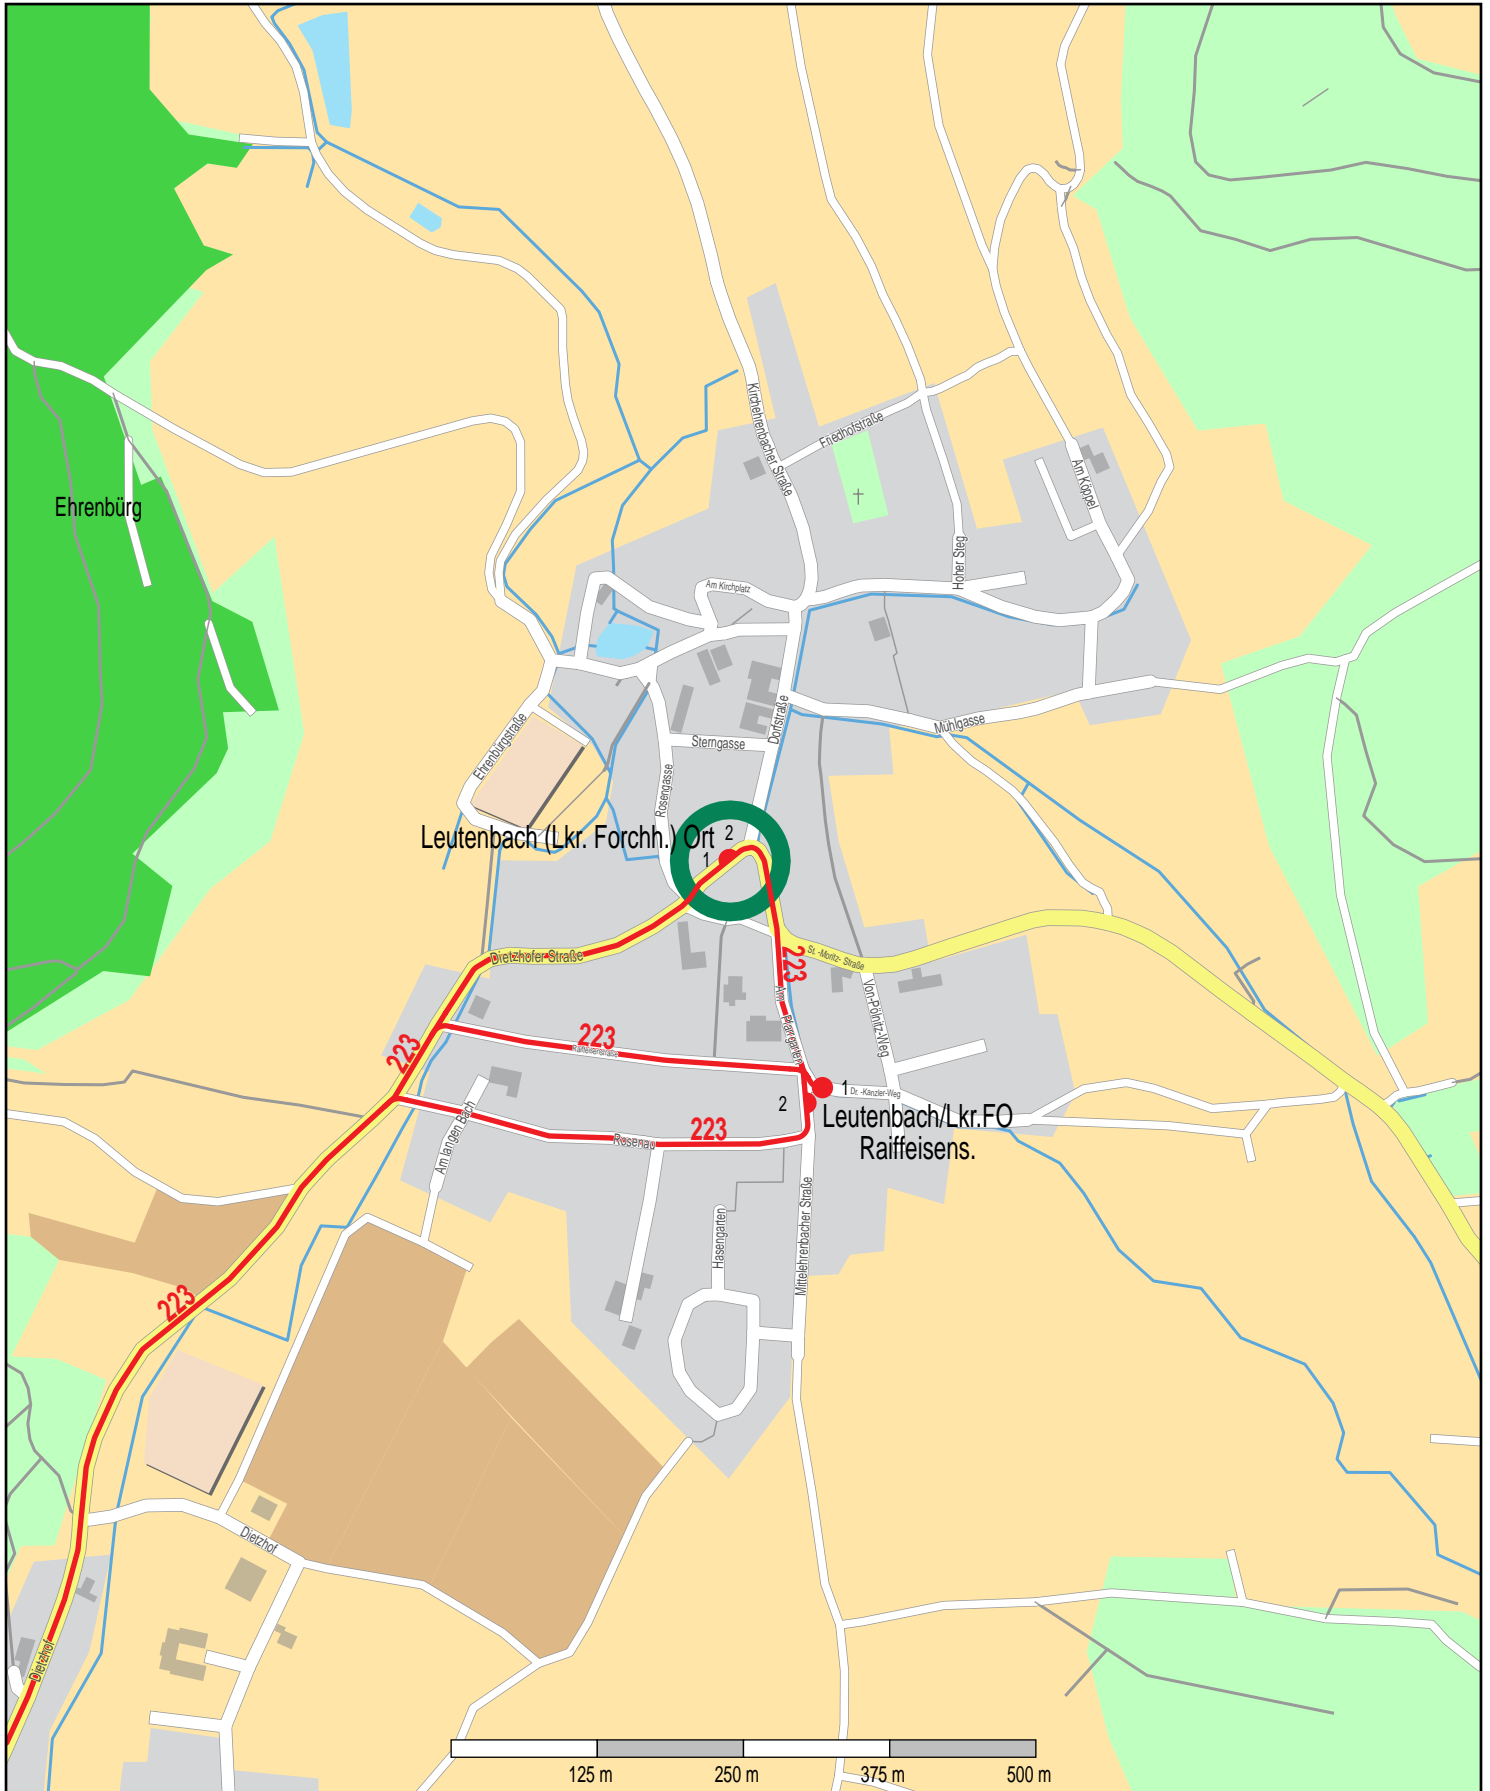 Kirchehrenbacher Straße
Friedhofstraße
Am Köppel
Ehrenbürg
Hoher Steg
Am Kirchplatz
Ehrenbürgstraße
Dorfstraße
Mühlgasse
Sterngasse
Rosengasse
Leutenbach (Lkr. Forchh.) Ort
2
1
Dietzhofer Straße
223
St. -Moritz- Straße
Am Pfarrgarten
Von-Pölnitz-Weg
223
223
Raiffeisenstraße
1
Dr. -Kanzler-Weg
2
Leutenbach/Lkr.FO
Raiffeisens.
Am langen Bach
Rosenau
223
Hasengarten
Mittelehrenbacher Straße
223
Dietzhof
Dietzhof
125 m
250 m
375 m
500 m